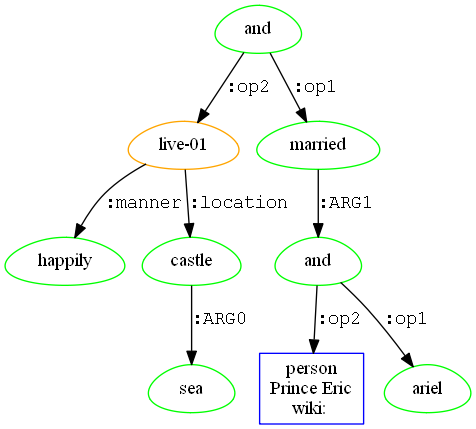 and
:op2
:op1
live-01
married
:manner
:location
:ARG1
happily
castle
and
:ARG0
:op2
:op1
sea
person
Prince Eric
wiki:
ariel